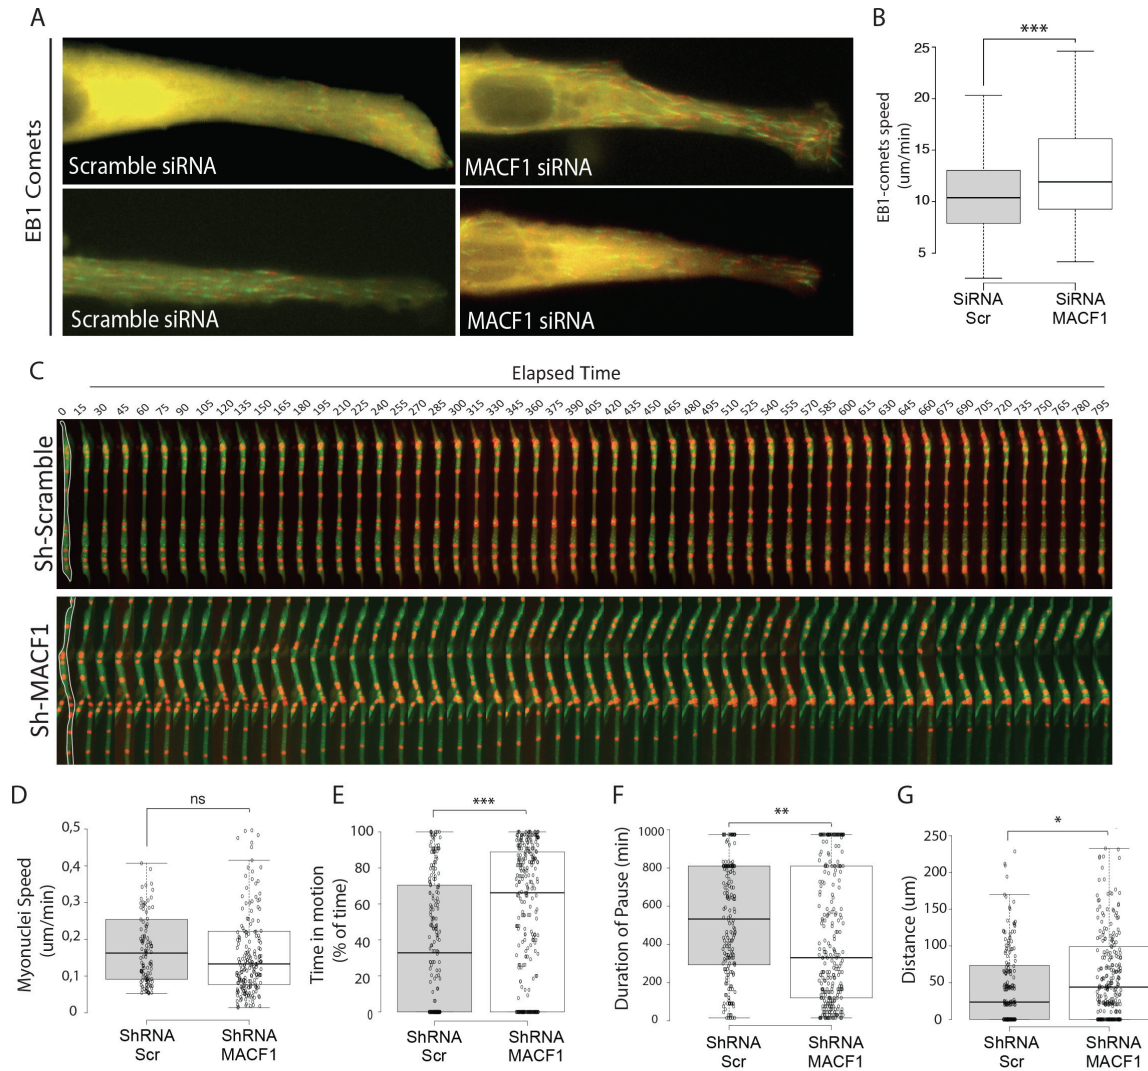 A
EB1 Comets
Scramble siRNA
MACF1 siRNA
Scramble siRNA
MACF1 siRNA
B
***
EB1-comets speed
(um/min)
25
20
15
10
5
SiRNA
Scr
SiRNA
MACF1
C
Elapsed Time
0 15 30 45 60 75 90 105 120 135 150 165 180 195 210 225 240 255 270 285 300 315 330 345 360 375 390 405 420 435 450 465 480 495 510 525 540 555 570 585 600 615 630 645 660 675 690 705 720 735 750 765 780 795
Sh-Scramble
Sh-MACF1
D
ns
Myonuclei Speed
(um/min)
0,5
0,4
0,3
0,2
0,1
0
ShRNA
Scr
ShRNA
MACF1
E
***
Time in motion
(% of time)
100
80
60
40
20
0
ShRNA
Scr
ShRNA
MACF1
F
**
Duration of Pause (min)
1000
800
600
400
200
0
ShRNA
Scr
ShRNA
MACF1
G
*
Distance (um)
250
200
150
100
50
0
ShRNA
Scr
ShRNA
MACF1